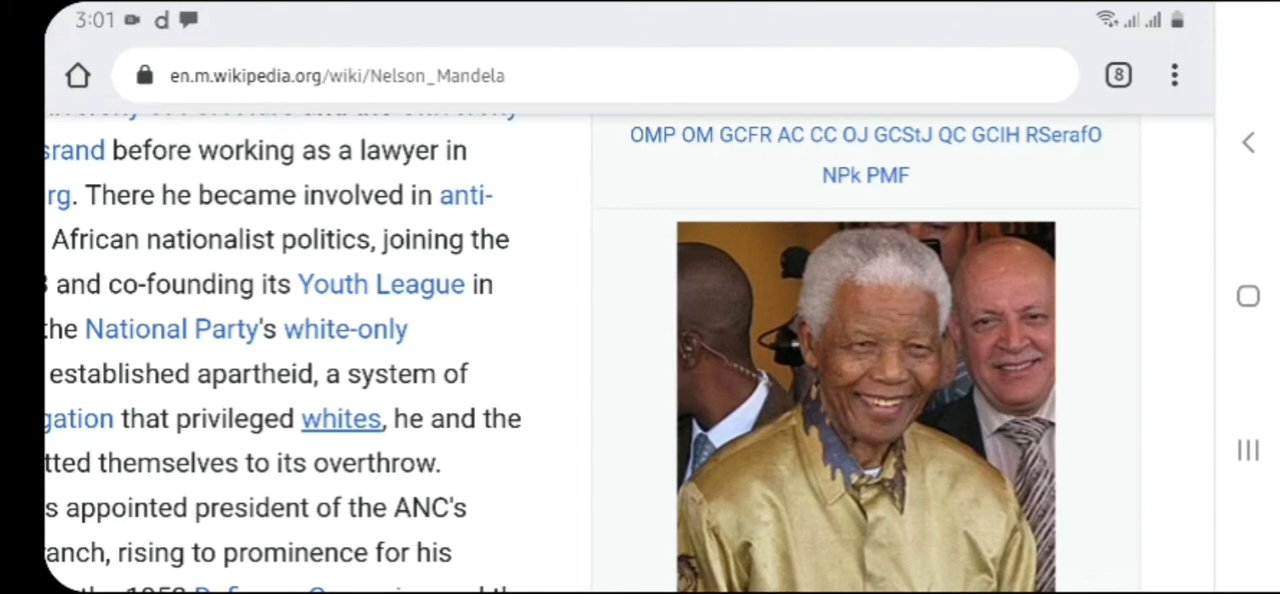 3:01
en.m.wikipedia.org/wiki/Nelson_Mandela
8
srand before working as a lawyer in
rg. There he became involved in anti-
African nationalist politics, joining the
and co-founding its Youth League in
the National Party's white-only
established apartheid, a system of
gation that privileged whites, he and the
tted themselves to its overthrow.
s appointed president of the ANC's
anch, rising to prominence for his
OMP OM GCFR AC CC OJ GCStJ QC GCIH RSerafO
NPk PMF